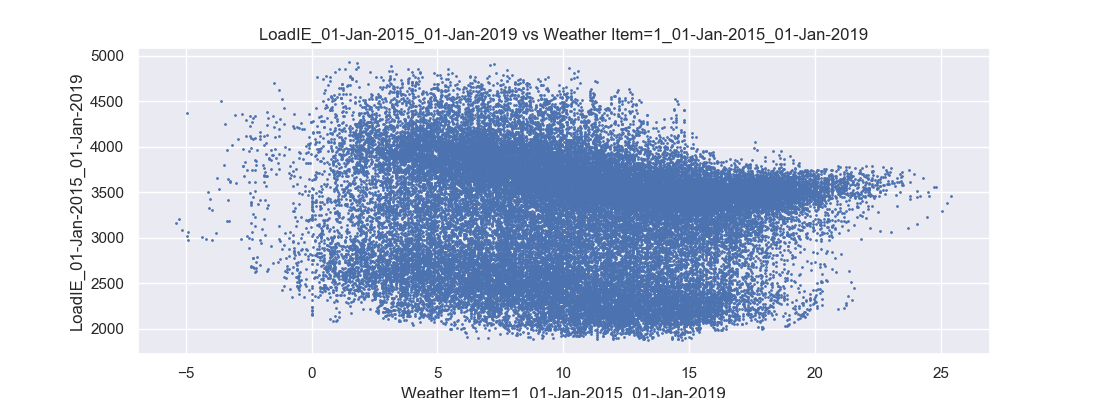 LoadIE_01-Jan-2015_01-Jan-2019 vs Weather Item=1_01-Jan-2015_01-Jan-2019
LoadIE_01-Jan-2015_01-Jan-2019
5000
4500
4000
3500
3000
2500
2000
−5 0 5 10 15 20 25
Weather Item=1_01-Jan-2015_01-Jan-2019